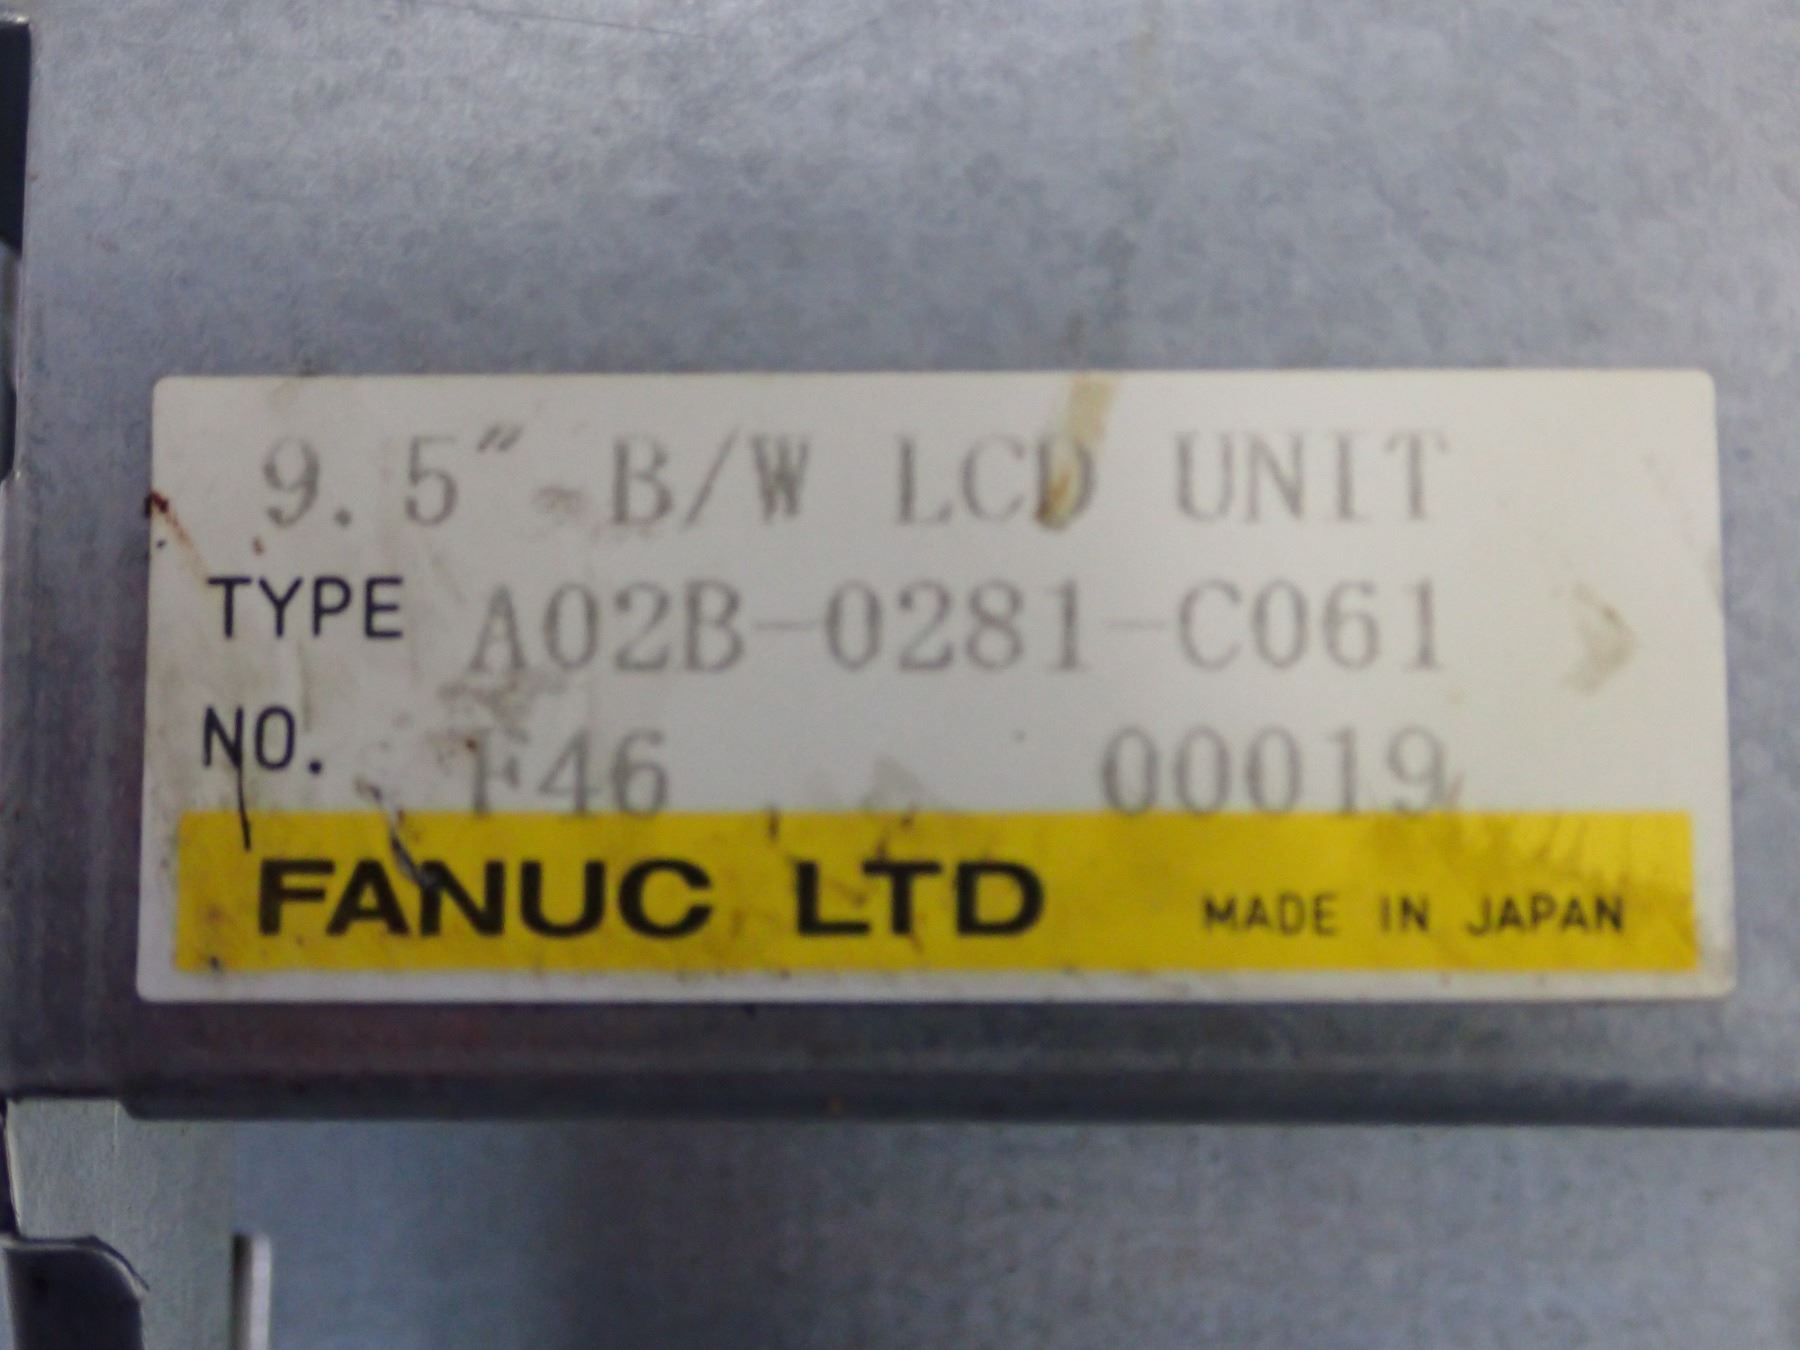 9.5″ B/W LCD UNIT
TYPE A02B-0281-C061
NO. F46 00019
FANUC LTD MADE IN JAPAN